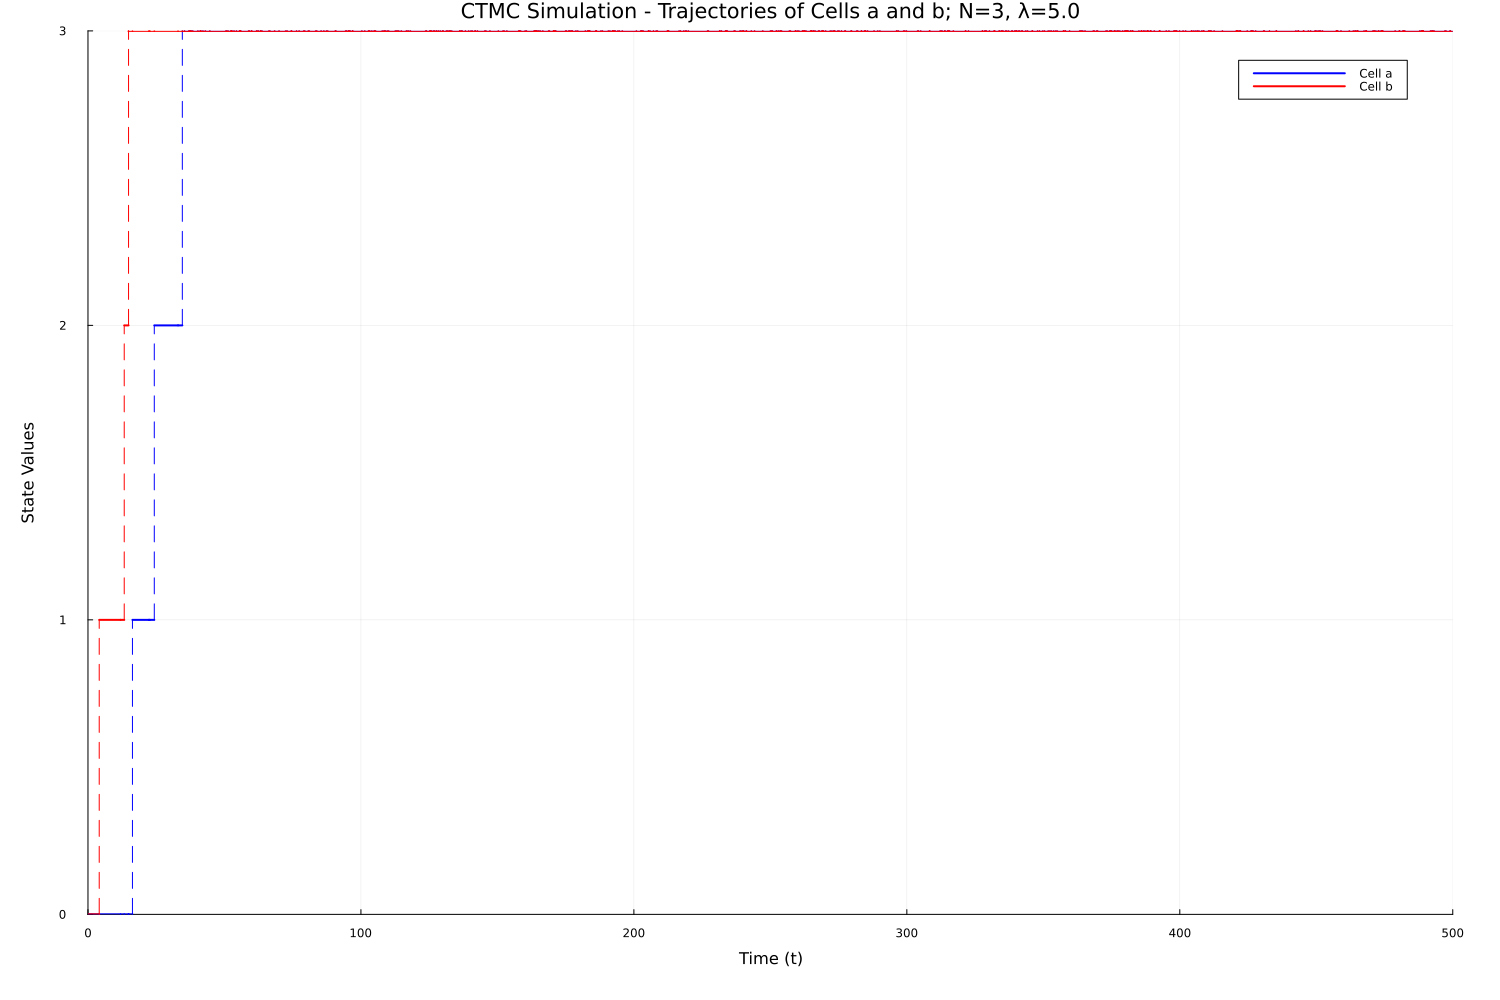 CTMC Simulation - Trajectories of Cells a and b; N=3, λ=5.0
3
Cell a
Cell b
2
State Values
1
0
0 100 200 300 400 500
Time (t)